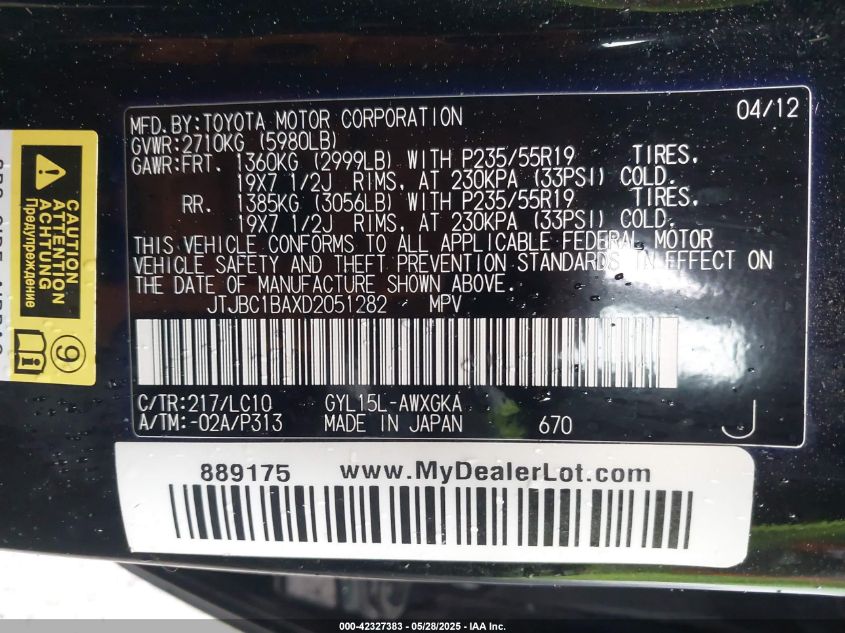 MFD.BY:TOYOTA MOTOR CORPORATION 04/12
GVWR:2710KG (5980LB)
GAWR:FRT. 1360KG (2999LB) WITH P235/55R19 TIRES,
19X7 1/2J RIMS, AT 230KPA (33PSI) COLD.
RR. 1385KG (3056LB) WITH P235/55R19 TIRES,
19X7 1/2J RIMS, AT 230KPA (33PSI) COLD.
THIS VEHICLE CONFORMS TO ALL APPLICABLE FEDERAL MOTOR
VEHICLE SAFETY AND THEFT PREVENTION STANDARDS IN EFFECT ON
THE DATE OF MANUFACTURE SHOWN ABOVE.
JTJBC1BAXD2051282 MPV
C/TR:217/LC10 GYL15L-AWXGKA
A/TM:-02A/P313 MADE IN JAPAN 670 J
889175 www.MyDealerLot.com
CAUTION
ATTENTION
ACHTUNG
Предупреждение
9
000-42327383 - 05/28/2025 - IAA Inc.